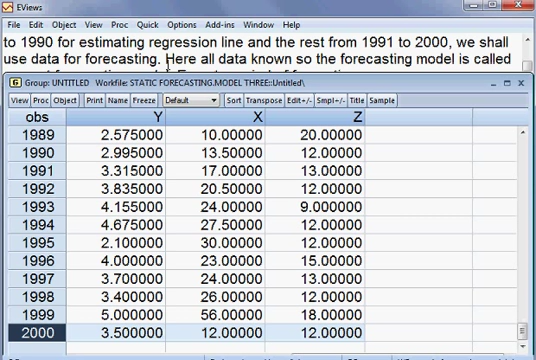 EViews
File Edit Object View Proc Quick Options Add-ins Window Help
to 1990 for estimating regression line and the rest from 1991 to 2000, we shall
use data for forecasting. Here all data known so the forecasting model is called
G Group: UNTITLED Workfile: STATIC FORECASTING MODEL THREE::Untitled\
View Proc Object Print Name Freeze Default Sort Transpose Edit+/- Smpl+/- Title Sample
obs Y X Z
1989 2.575000 10.00000 20.00000
1990 2.995000 13.50000 12.00000
1991 3.315000 17.00000 13.00000
1992 3.835000 20.50000 12.00000
1993 4.155000 24.00000 9.000000
1994 4.675000 27.50000 12.00000
1995 2.100000 30.00000 12.00000
1996 4.000000 23.00000 15.00000
1997 3.700000 24.00000 13.00000
1998 3.400000 26.00000 12.00000
1999 5.000000 56.00000 18.00000
2000 3.500000 12.00000 12.00000